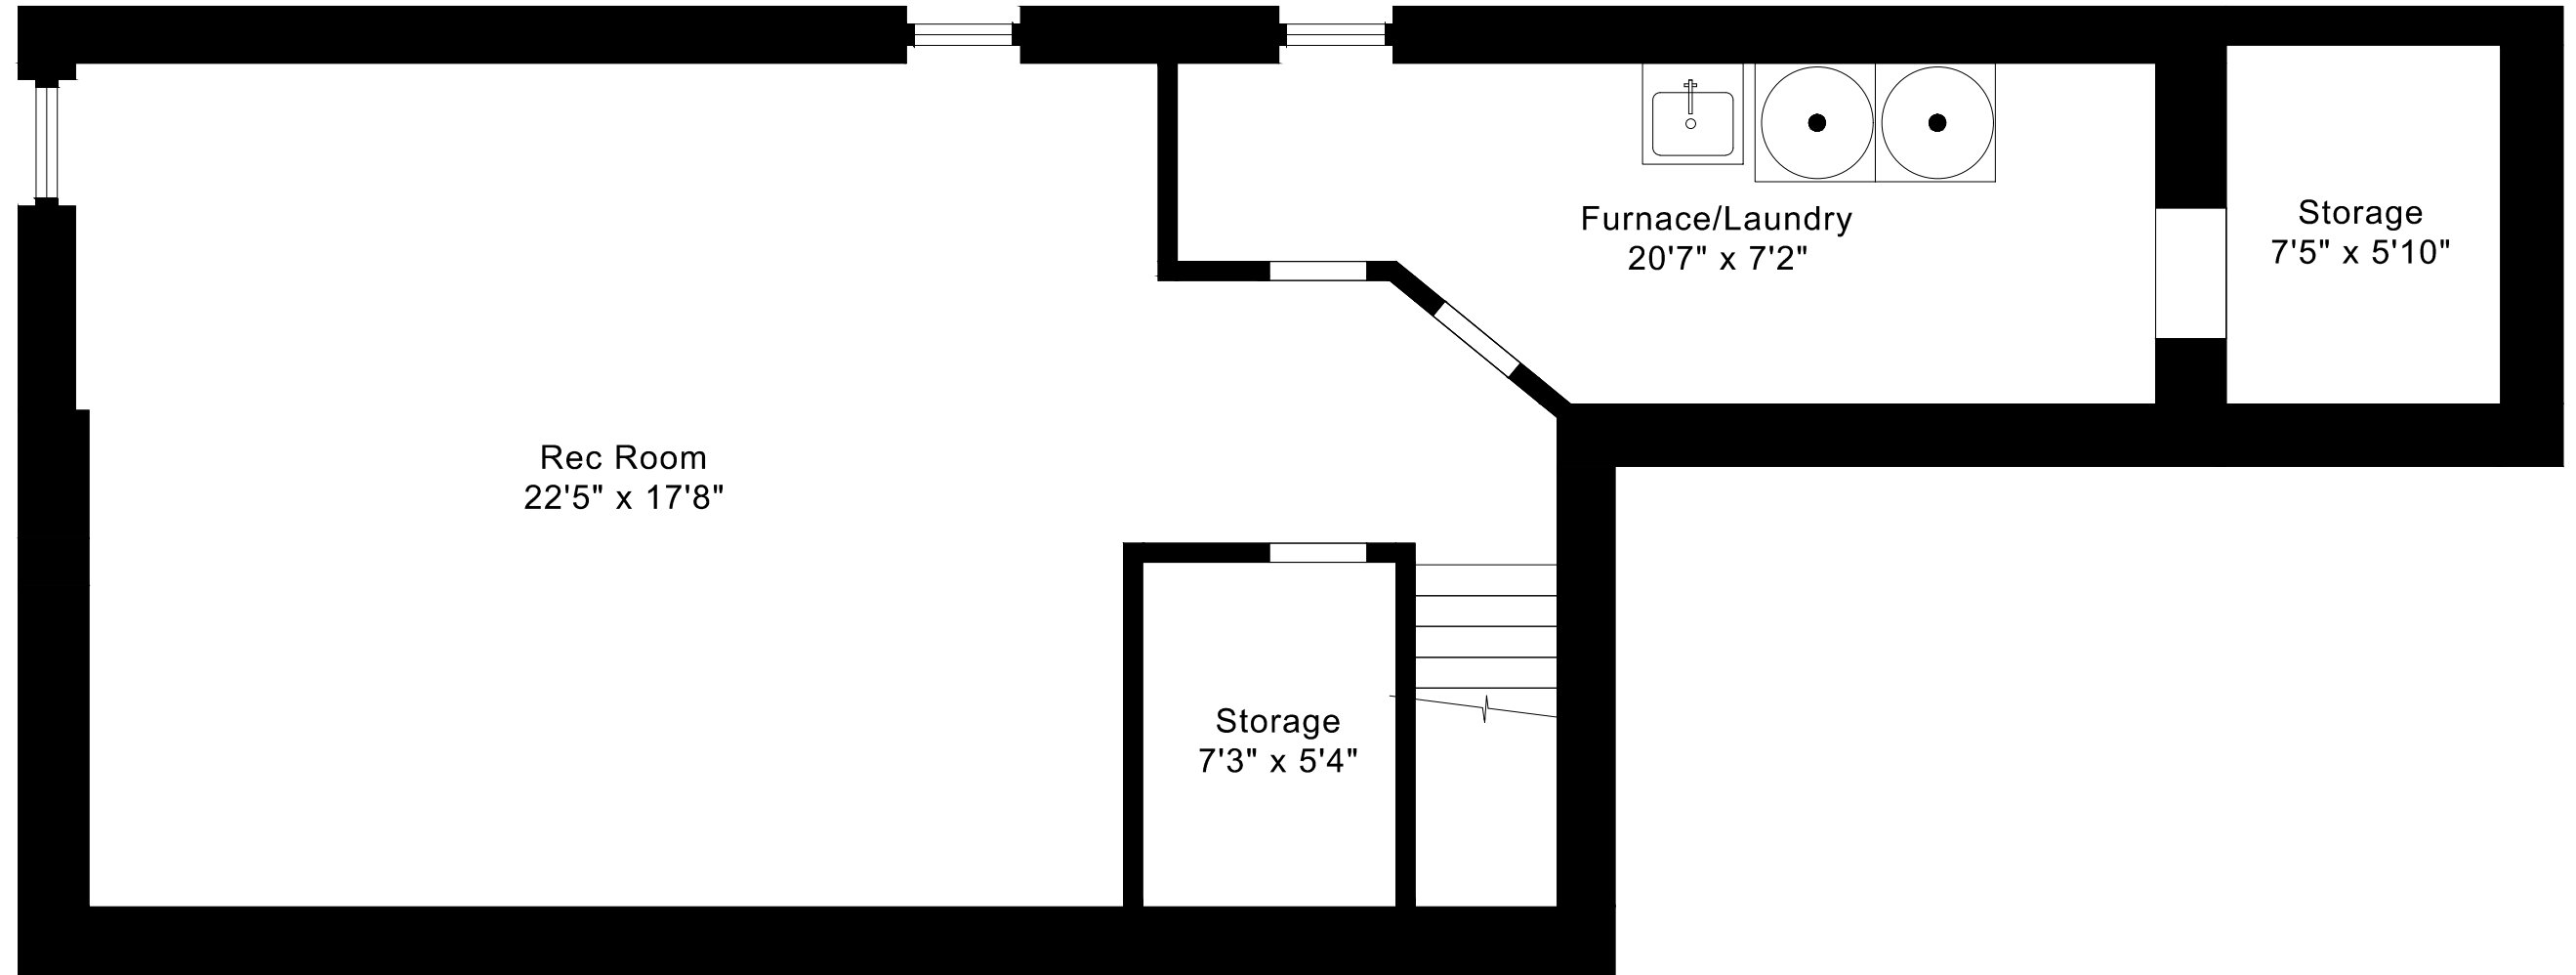 Furnace/Laundry
20'7" x 7'2"
Storage
7'5" x 5'10"
Rec Room
22'5" x 17'8"
Storage
7'3" x 5'4"